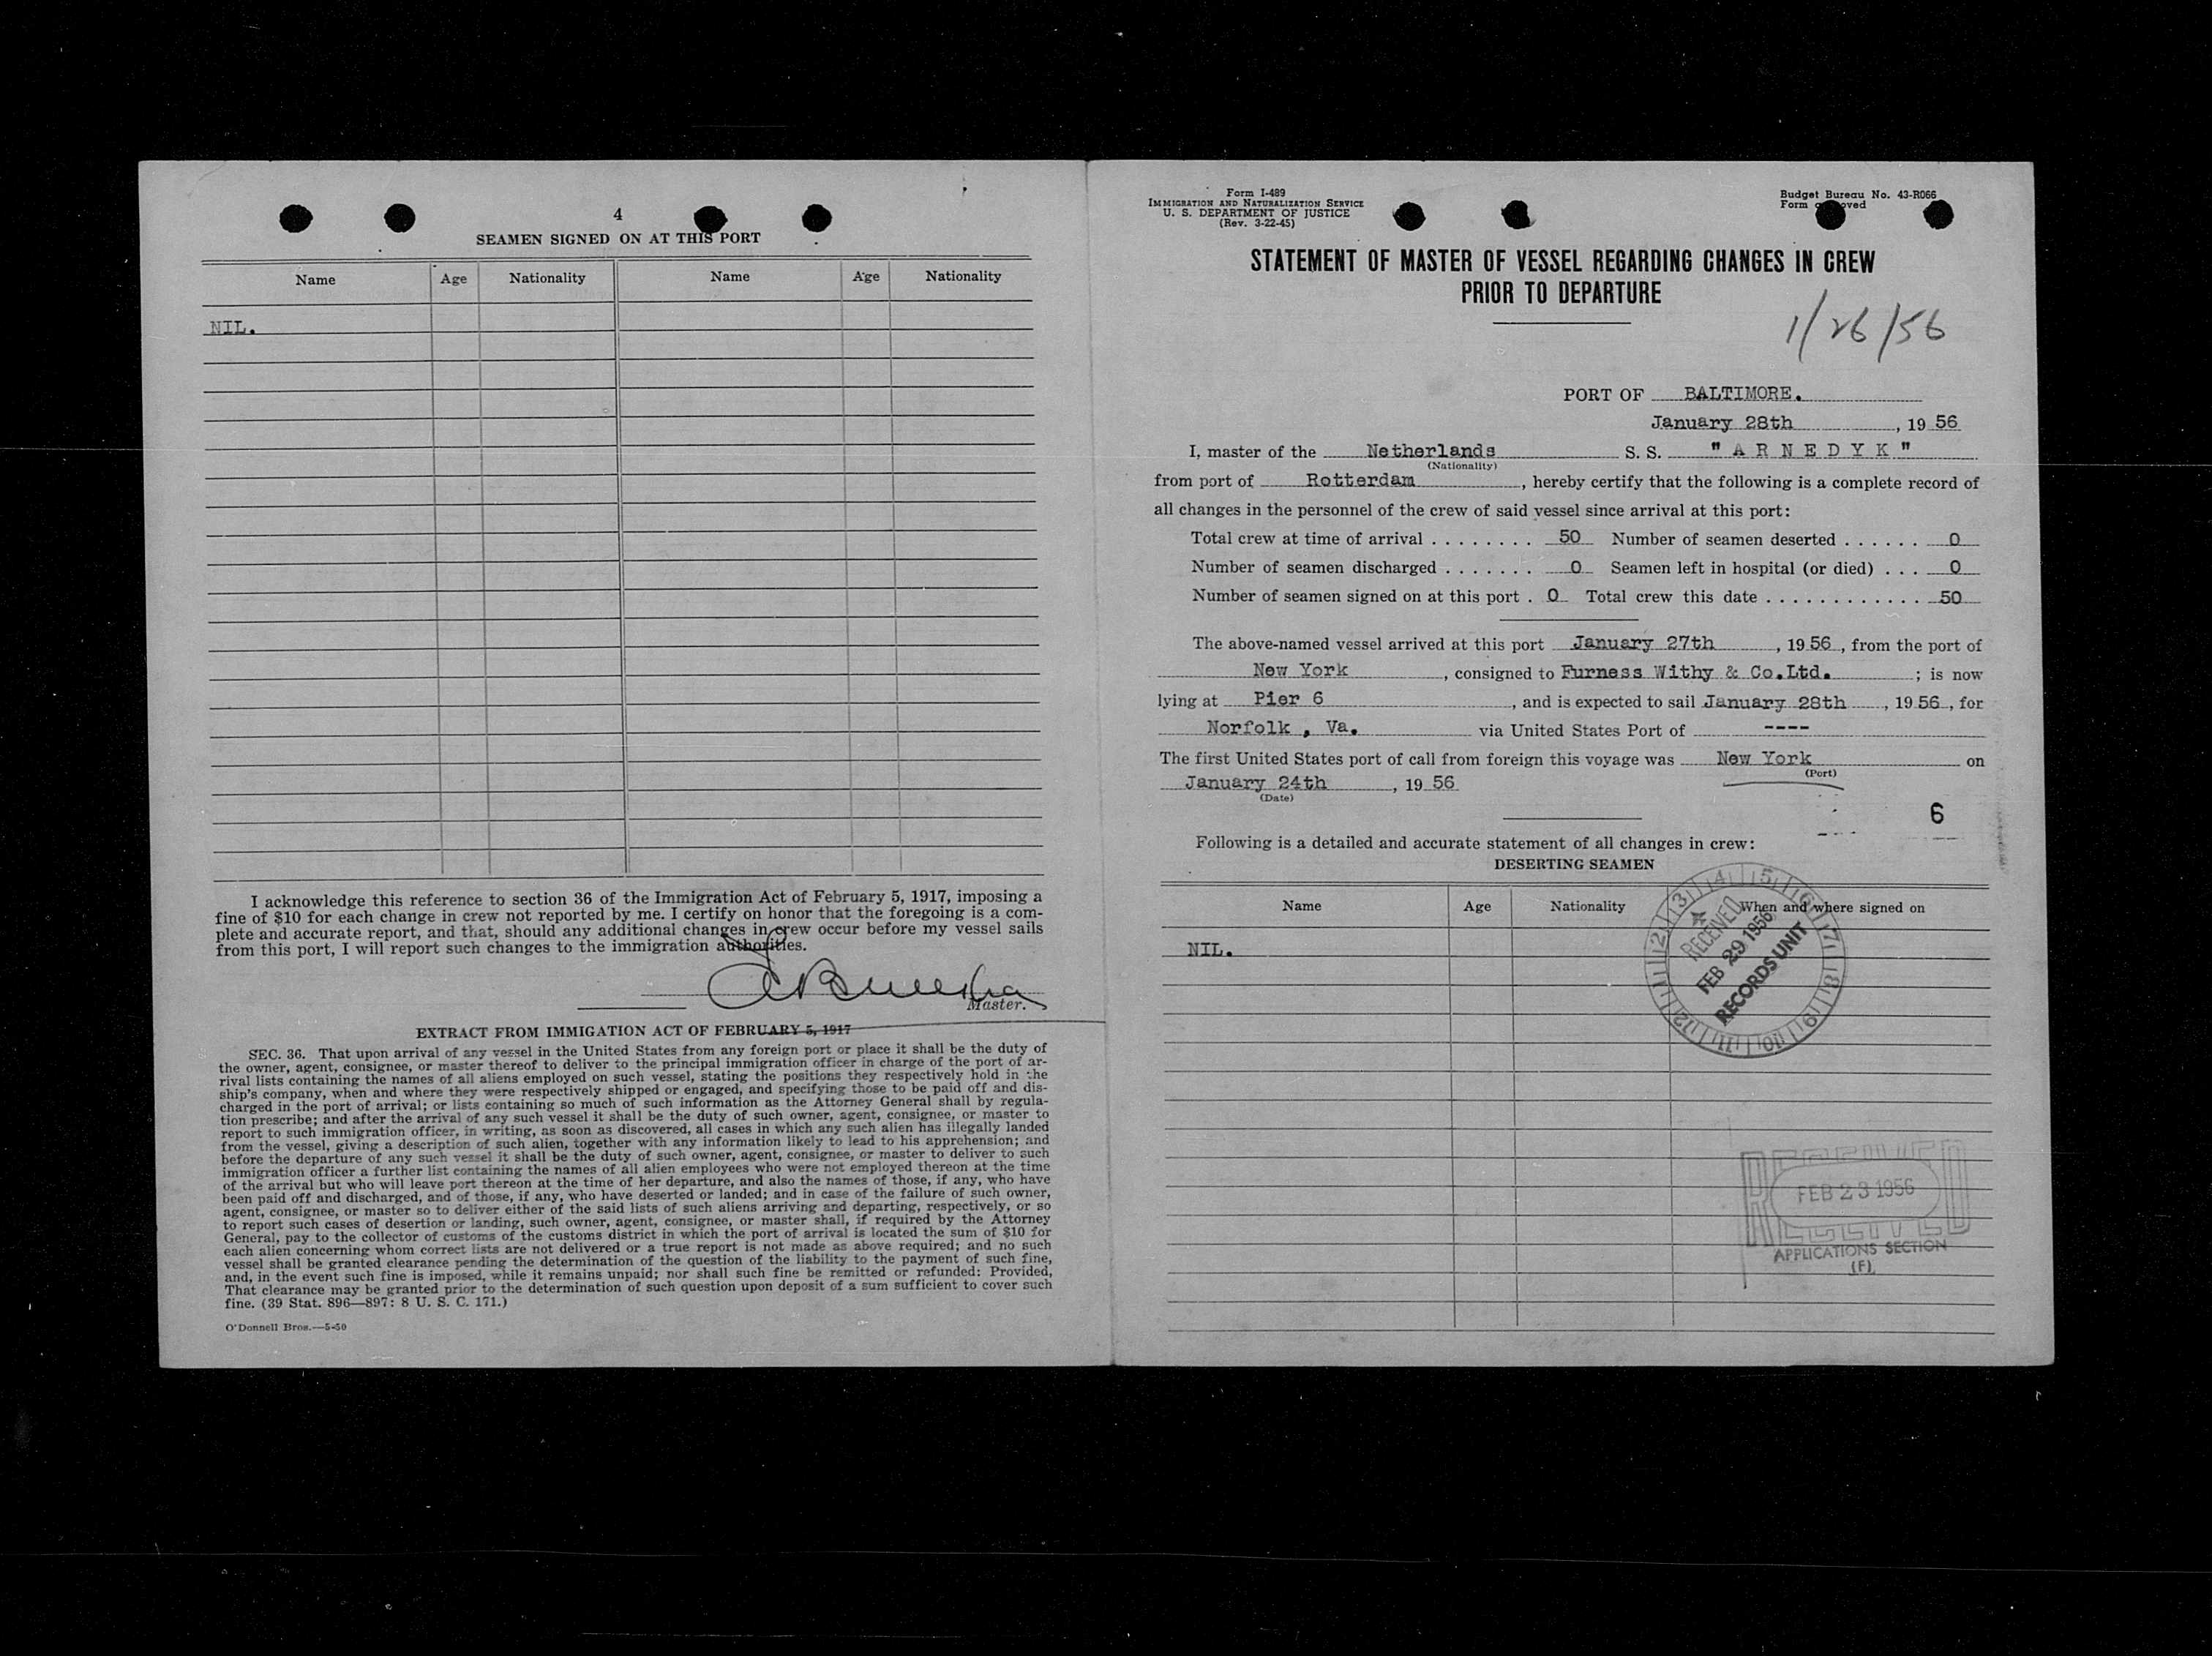 4
SEAMEN SIGNED ON AT THIS PORT
Name Age Nationality Name Age Nationality
NIL.
I acknowledge this reference to section 36 of the Immigration Act of February 5, 1917, imposing a
fine of $10 for each change in crew not reported by me. I certify on honor that the foregoing is a com-
plete and accurate report, and that, should any additional changes in crew occur before my vessel sails
from this port, I will report such changes to the immigration authorities.
Master.
EXTRACT FROM IMMIGATION ACT OF FEBRUARY 5, 1917
SEC. 36. That upon arrival of any vessel in the United States from any foreign port or place it shall be the duty of
the owner, agent, consignee, or master thereof to deliver to the principal immigration officer in charge of the port of ar-
rival lists containing the names of all aliens employed on such vessel, stating the positions they respectively hold in the
ship's company, when and where they were respectively shipped or engaged, and specifying those to be paid off and dis-
charged in the port of arrival; or lists containing so much of such information as the Attorney General shall by regula-
tion prescribe; and after the arrival of any such vessel it shall be the duty of such owner, agent, consignee, or master to
report to such immigration officer, in writing, as soon as discovered, all cases in which any such alien has illegally landed
from the vessel, giving a description of such alien, together with any information likely to lead to his apprehension; and
before the departure of any such vessel it shall be the duty of such owner, agent, consignee, or master to deliver to such
immigration officer a further list containing the names of all alien employees who were not employed thereon at the time
of the arrival but who will leave port thereon at the time of her departure, and also the names of those, if any, who have
been paid off and discharged, and of those, if any, who have deserted or landed; and in case of the failure of such owner,
agent, consignee, or master so to deliver either of the said lists of such aliens arriving and departing, respectively, or so
to report such cases of desertion or landing, such owner, agent, consignee, or master shall, if required by the Attorney
General, pay to the collector of customs of the customs district in which the port of arrival is located the sum of $10 for
each alien concerning whom correct lists are not delivered or a true report is not made as above required; and no such
vessel shall be granted clearance pending the determination of the question of the liability to the payment of such fine,
and, in the event such fine is imposed, while it remains unpaid; nor shall such fine be remitted or refunded: Provided,
That clearance may be granted prior to the determination of such question upon deposit of a sum sufficient to cover such
fine. (39 Stat. 896—897: 8 U. S. C. 171.)
O'Donnell Bros.—5-50
Form I-489
IMMIGRATION AND NATURALIZATION SERVICE
U. S. DEPARTMENT OF JUSTICE
(Rev. 3-22-45)
Budget Bureau No. 43-R066
Form approved
STATEMENT OF MASTER OF VESSEL REGARDING CHANGES IN CREW
PRIOR TO DEPARTURE
1/26/56
PORT OF BALTIMORE.
January 28th, 19 56
I, master of the Netherlands S. S. " A R N E D Y K "
(Nationality)
from port of Rotterdam, hereby certify that the following is a complete record of
all changes in the personnel of the crew of said vessel since arrival at this port:
Total crew at time of arrival . . . . . . . . 50 Number of seamen deserted . . . . . . 0
Number of seamen discharged . . . . . . . 0 Seamen left in hospital (or died) . . . 0
Number of seamen signed on at this port . 0 Total crew this date . . . . . . . . . . . . . 50
The above-named vessel arrived at this port January 27th, 19 56, from the port of
New York, consigned to Furness Withy & Co.Ltd. ; is now
lying at Pier 6, and is expected to sail January 28th, 19 56, for
Norfolk , Va. via United States Port of ----
The first United States port of call from foreign this voyage was New York on
(Port)
January 24th, 19 56
(Date)
6
Following is a detailed and accurate statement of all changes in crew:
DESERTING SEAMEN
Name Age Nationality When and where signed on
NIL.
1 2 3 4 5 6 7 8 9 10 11 12
RECEIVED
FEB 29 1956
RECORDS UNIT
RECEIVED
FEB 23 1956
RECEIVED
APPLICATIONS SECTION
(F)